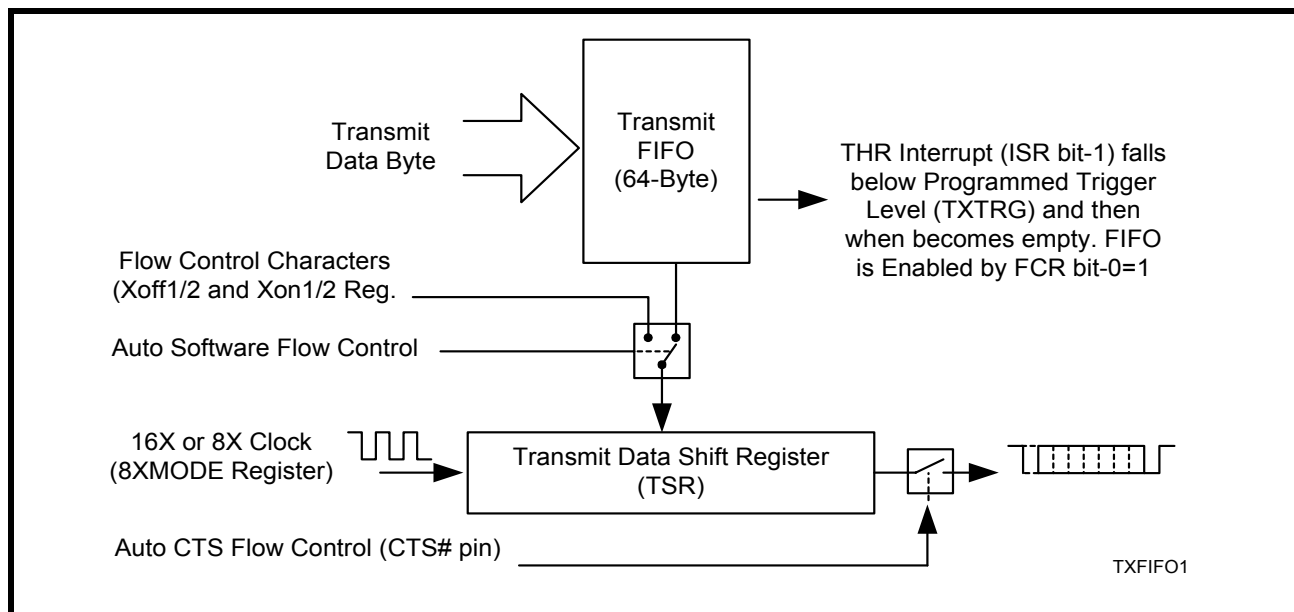 Transmit
Data Byte
Transmit
FIFO
(64-Byte)
THR Interrupt (ISR bit-1) falls
below Programmed Trigger
Level (TXTRG) and then
when becomes empty. FIFO
is Enabled by FCR bit-0=1
Flow Control Characters
(Xoff1/2 and Xon1/2 Reg.
Auto Software Flow Control
16X or 8X Clock
(8XMODE Register)
Transmit Data Shift Register
(TSR)
Auto CTS Flow Control (CTS# pin)
TXFIFO1